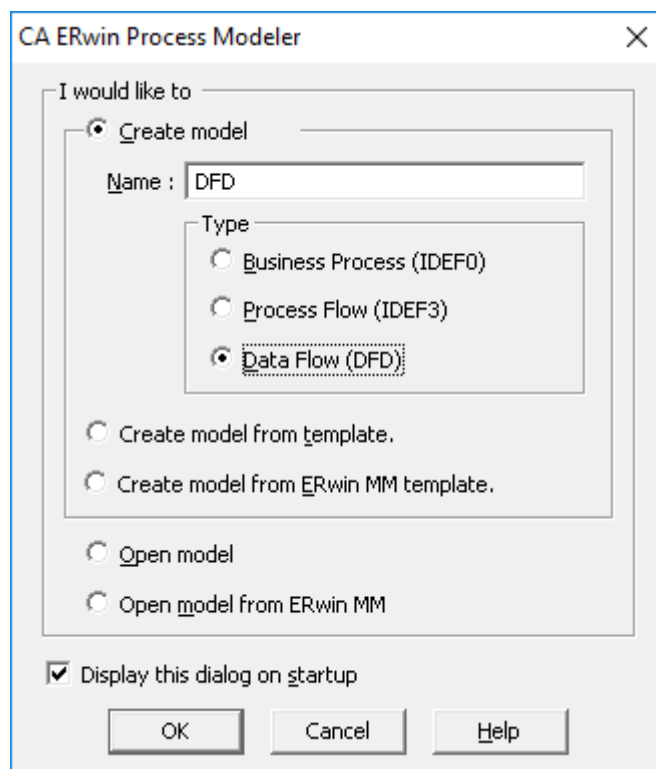 CA ERwin Process Modeler
I would like to
Create model
Name : DFD
Type
Business Process (IDEF0)
Process Flow (IDEF3)
Data Flow (DFD)
Create model from template.
Create model from ERwin MM template.
Open model
Open model from ERwin MM
Display this dialog on startup
OK Cancel Help